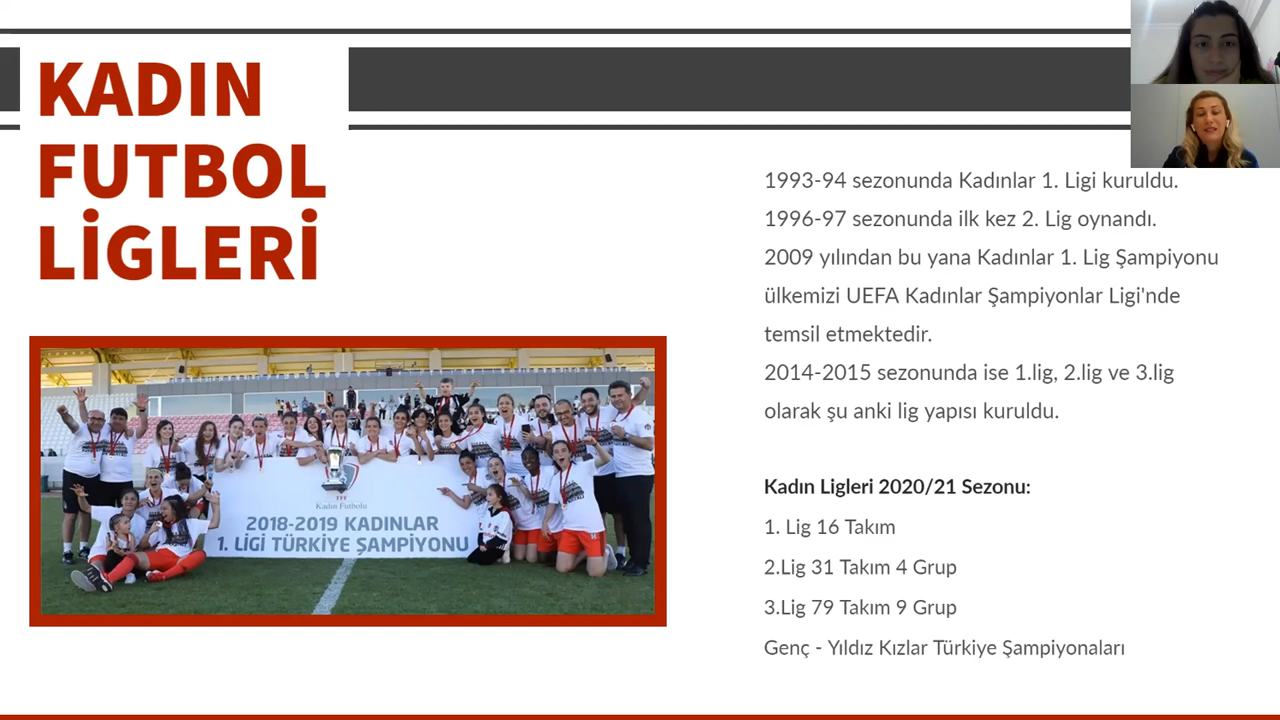 KADIN
FUTBOL
LİGLERİ
1993-94 sezonunda Kadınlar 1. Ligi kuruldu.
1996-97 sezonunda ilk kez 2. Lig oynandı.
2009 yılından bu yana Kadınlar 1. Lig Şampiyonu
ülkemizi UEFA Kadınlar Şampiyonlar Ligi'nde
temsil etmektedir.
2014-2015 sezonunda ise 1.lig, 2.lig ve 3.lig
olarak şu anki lig yapısı kuruldu.
Kadın Ligleri 2020/21 Sezonu:
1. Lig 16 Takım
2.Lig 31 Takım 4 Grup
3.Lig 79 Takım 9 Grup
Genç - Yıldız Kızlar Türkiye Şampiyonaları
TFF
Kadın Futbolu
2018-2019 KADINLAR
1. LİGİ TÜRKİYE ŞAMPİYONU